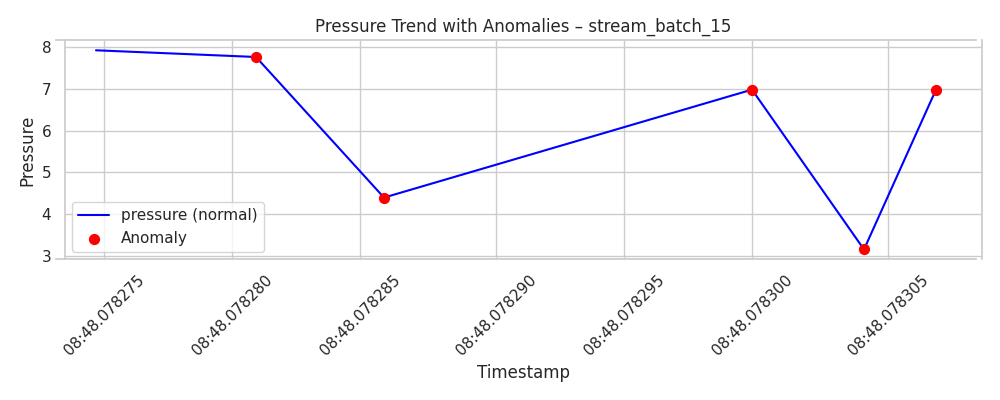 Pressure Trend with Anomalies – stream_batch_15
8
7
6
5
4
3
Pressure
pressure (normal)
Anomaly
08:48.078275
08:48.078280
08:48.078285
08:48.078290
08:48.078295
08:48.078300
08:48.078305
Timestamp